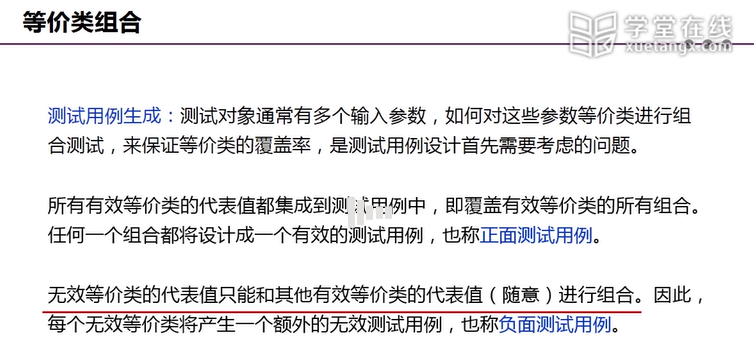 等价类组合
学堂在线
xuetangx.com
测试用例生成：测试对象通常有多个输入参数，如何对这些参数等价类进行组
合测试，来保证等价类的覆盖率，是测试用例设计首先需要考虑的问题。
所有有效等价类的代表值都集成到测试用例中，即覆盖有效等价类的所有组合。
任何一个组合都将设计成一个有效的测试用例，也称正面测试用例。
无效等价类的代表值只能和其他有效等价类的代表值（随意）进行组合。因此，
每个无效等价类将产生一个额外的无效测试用例，也称负面测试用例。